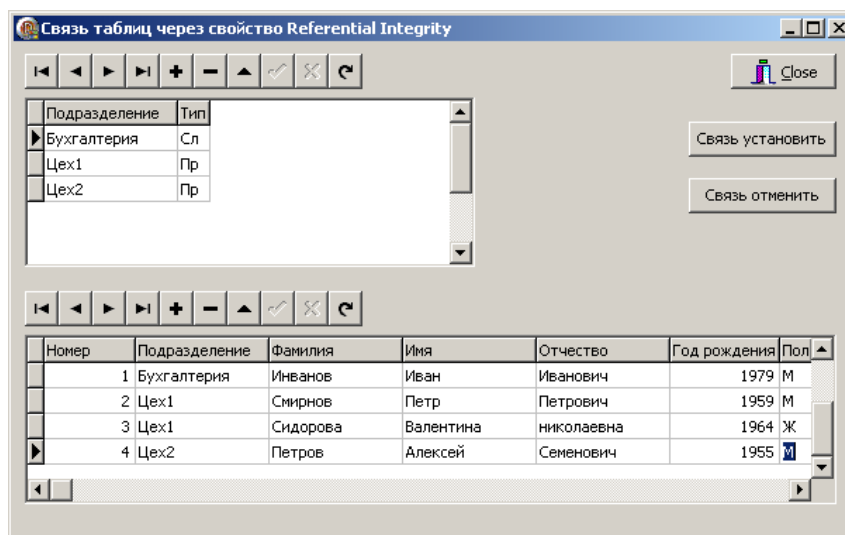 Связь таблиц через свойство Referential Integrity
Close
Подразделение Тип
Бухгалтерия Сл
Цех1 Пр
Цех2 Пр
Связь установить
Связь отменить
Номер Подразделение Фамилия Имя Отчество Год рождения Пол
1 Бухгалтерия Инванов Иван Иванович 1979 М
2 Цех1 Смирнов Петр Петрович 1959 М
3 Цех1 Сидорова Валентина николаевна 1964 Ж
4 Цех2 Петров Алексей Семенович 1955 М